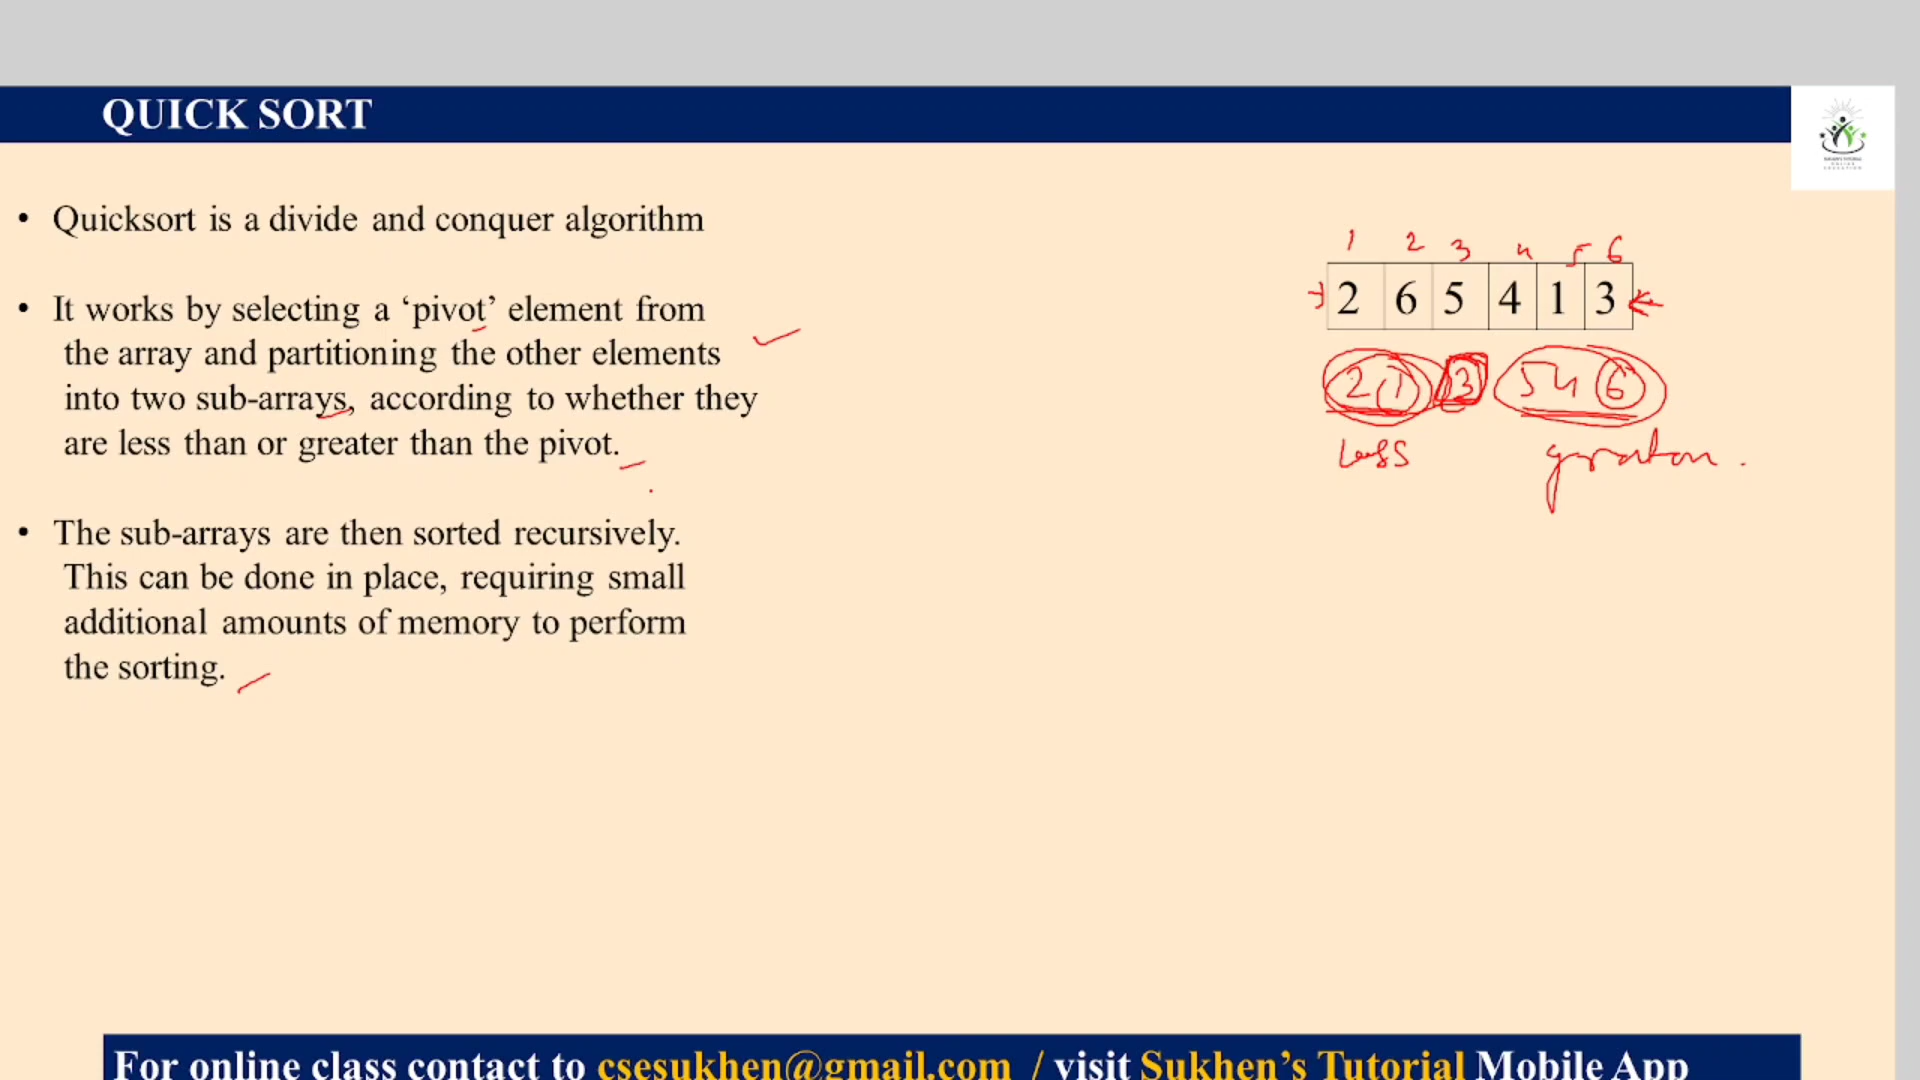 QUICK SORT
• Quicksort is a divide and conquer algorithm
• It works by selecting a ‘pivot’ element from
the array and partitioning the other elements
into two sub-arrays, according to whether they
are less than or greater than the pivot.
• The sub-arrays are then sorted recursively.
This can be done in place, requiring small
additional amounts of memory to perform
the sorting.
1 2 3 4 5 6
2 6 5 4 1 3
2 1 3 5 4 6
Less
For online class contact to csesukhen@gmail.com / visit Sukhen’s Tutorial Mobile App